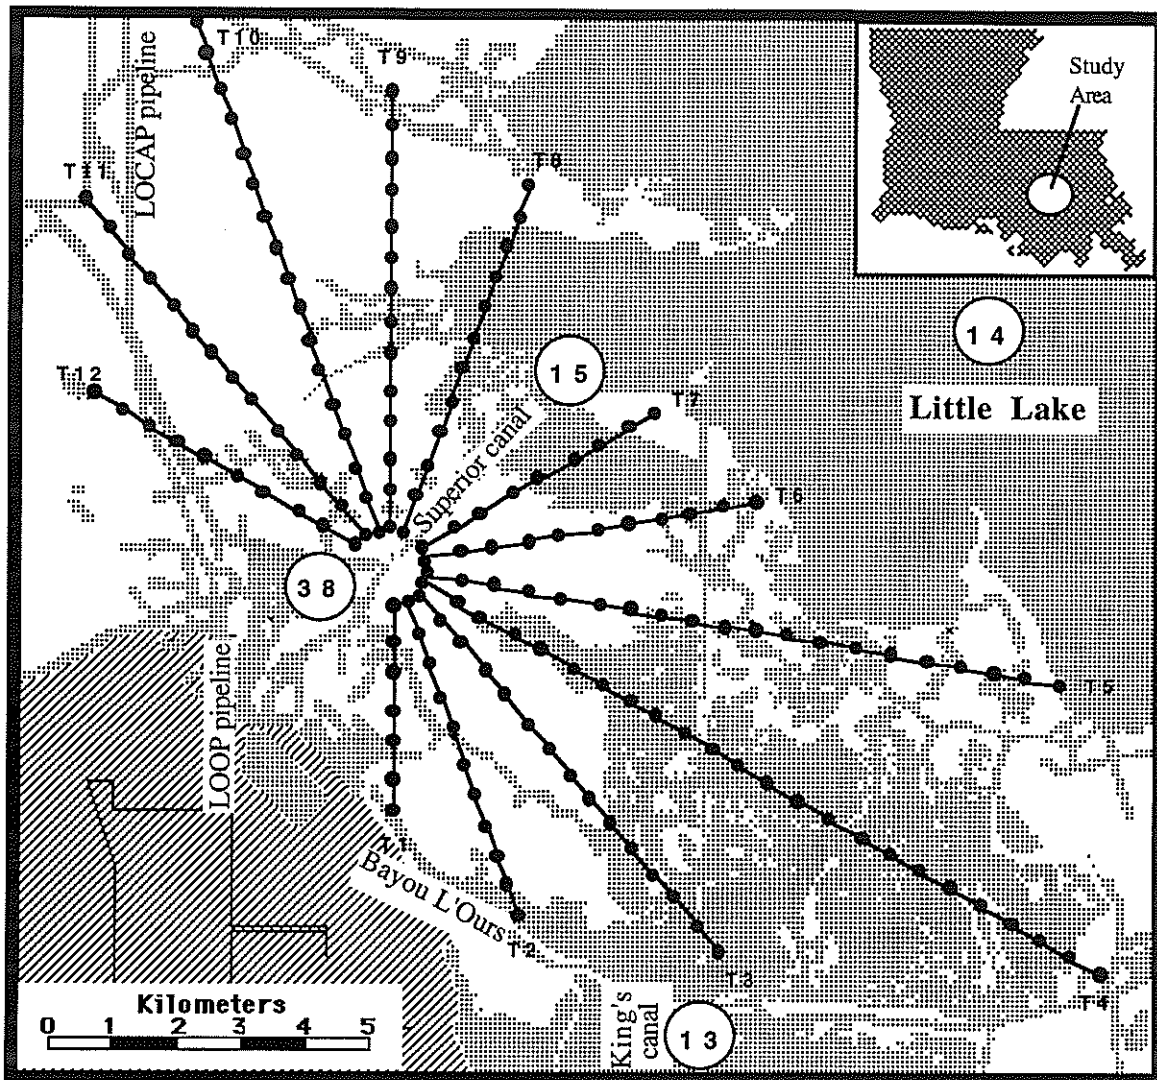 T10
T9
LOCAP pipeline
Study
Area
T11
T8
14
15
T12
T7
Little Lake
Superior canal
T6
38
T5
LOOP pipeline
T1
Bayou L'Ours
T2
T3
T4
Kilometers
0 1 2 3 4 5
King's
canal
13